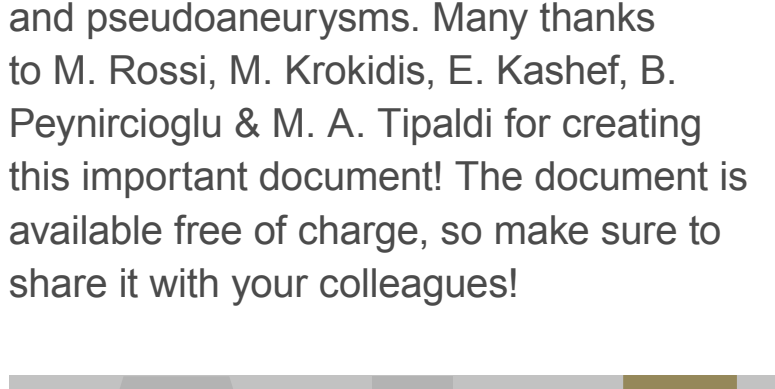 and pseudoaneurysms. Many thanks
to M. Rossi, M. Krokidis, E. Kashef, B.
Peynircioglu & M. A. Tipaldi for creating
this important document! The document is
available free of charge, so make sure to
share it with your colleagues!